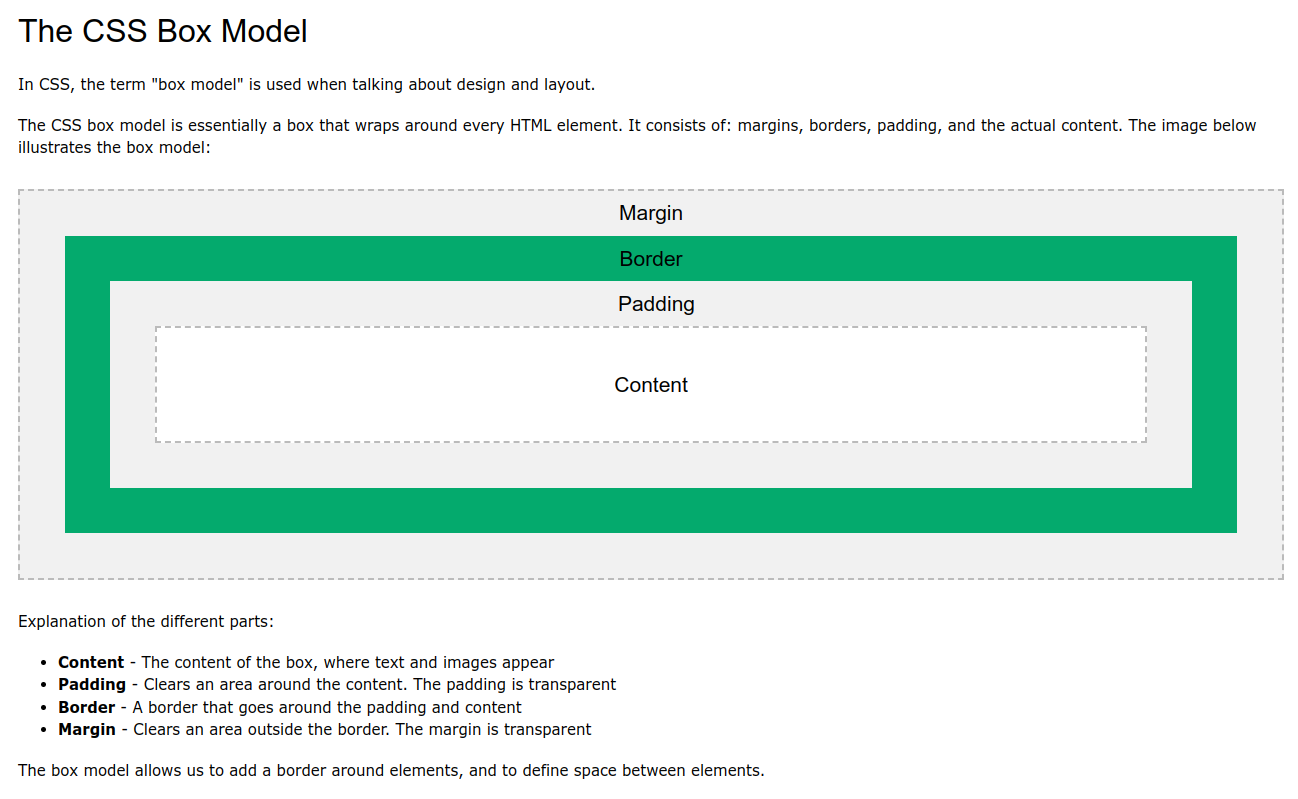 The CSS Box Model
In CSS, the term "box model" is used when talking about design and layout.
The CSS box model is essentially a box that wraps around every HTML element. It consists of: margins, borders, padding, and the actual content. The image below
illustrates the box model:
Margin
Border
Padding
Content
Explanation of the different parts:
• Content - The content of the box, where text and images appear
• Padding - Clears an area around the content. The padding is transparent
• Border - A border that goes around the padding and content
• Margin - Clears an area outside the border. The margin is transparent
The box model allows us to add a border around elements, and to define space between elements.